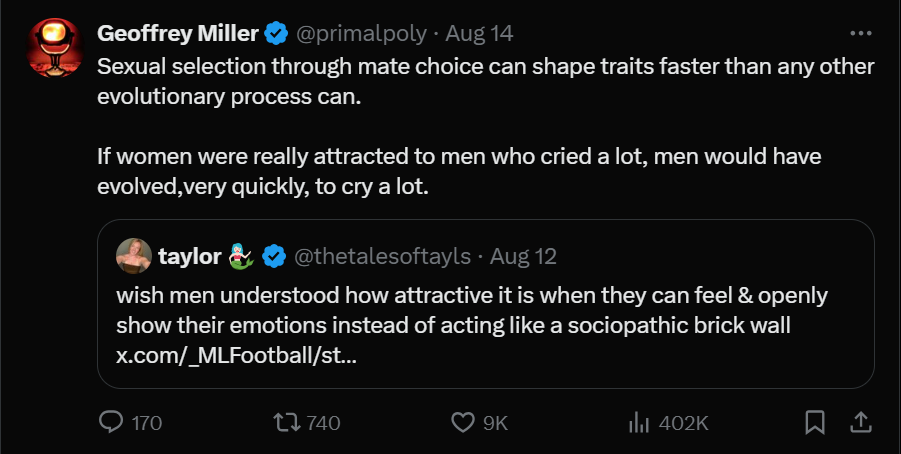 Geoffrey Miller @primalpoly · Aug 14
Sexual selection through mate choice can shape traits faster than any other
evolutionary process can.
If women were really attracted to men who cried a lot, men would have
evolved,very quickly, to cry a lot.
taylor @thetalesoftayls · Aug 12
wish men understood how attractive it is when they can feel & openly
show their emotions instead of acting like a sociopathic brick wall
x.com/_MLFootball/st...
170 740 9K 402K